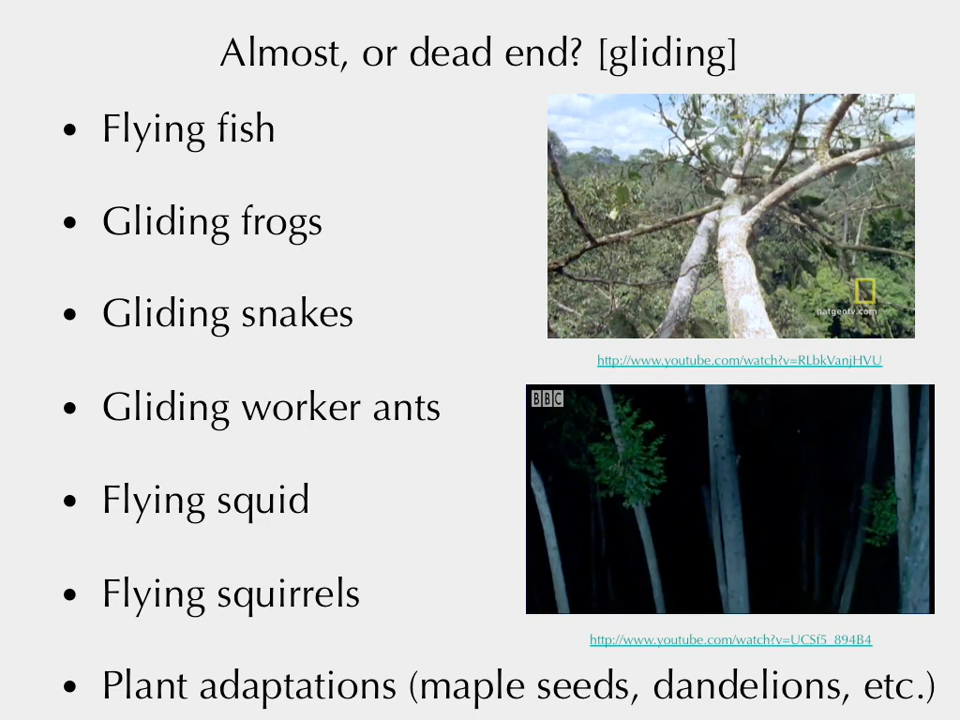 Almost, or dead end? [gliding]
• Flying fish
• Gliding frogs
• Gliding snakes
• Gliding worker ants
• Flying squid
• Flying squirrels
• Plant adaptations (maple seeds, dandelions, etc.)
natgeotv.com
http://www.youtube.com/watch?v=RLbkVanjHVU
BBC
http://www.youtube.com/watch?v=UCSf5_894B4